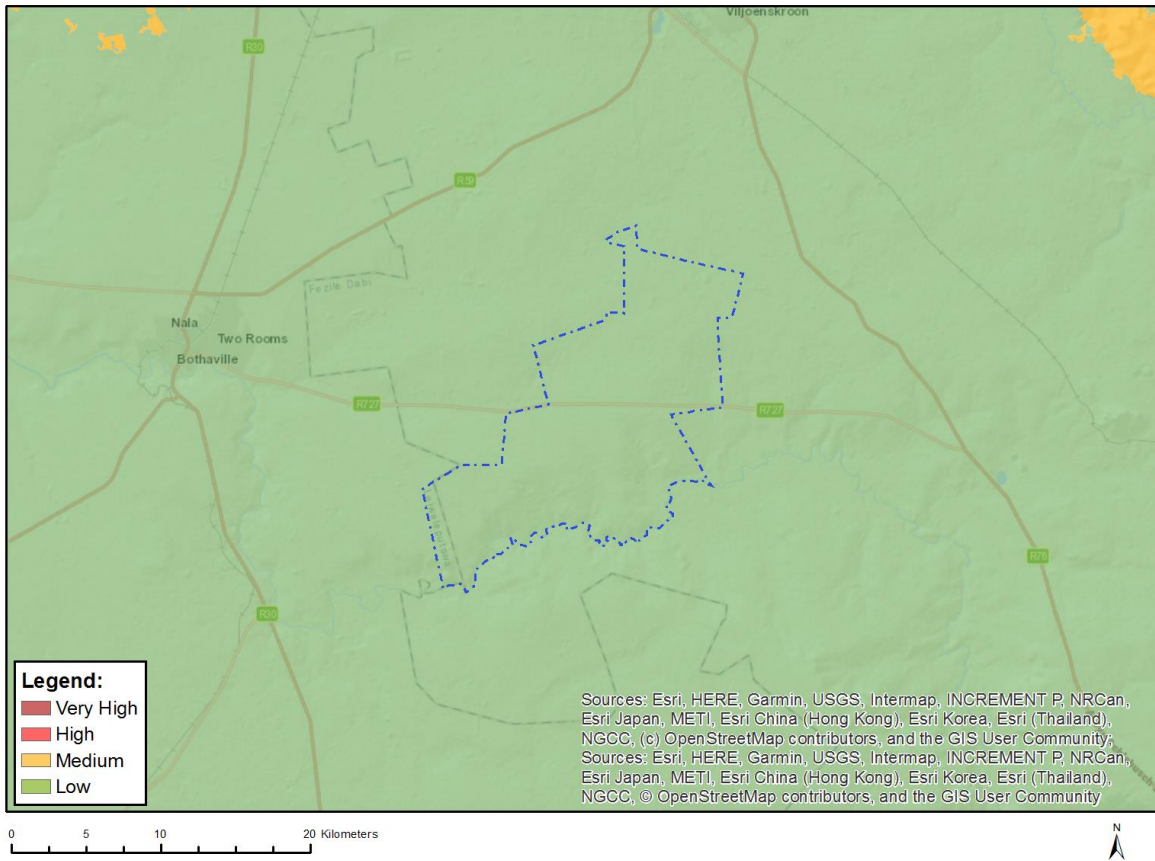 Viljoenskroon
R30
R59
Fezile Dabi
Nala
Two Rooms
Bothaville
R727
R727
Lejweleputswa
R76
R30
Legend:
Very High
High
Medium
Low
Sources: Esri, HERE, Garmin, USGS, Intermap, INCREMENT P, NRCan,
Esri Japan, METI, Esri China (Hong Kong), Esri Korea, Esri (Thailand),
NGCC, (c) OpenStreetMap contributors, and the GIS User Community;
Sources: Esri, HERE, Garmin, USGS, Intermap, INCREMENT P, NRCan,
Esri Japan, METI, Esri China (Hong Kong), Esri Korea, Esri (Thailand),
NGCC, © OpenStreetMap contributors, and the GIS User Community
0 5 10 20 Kilometers
N